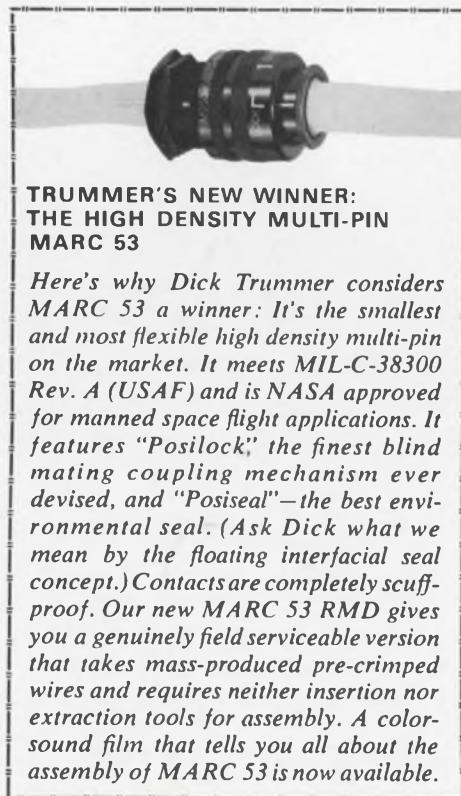 TRUMMER'S NEW WINNER:
THE HIGH DENSITY MULTI-PIN
MARC 53
Here's why Dick Trummer considers
MARC 53 a winner: It's the smallest
and most flexible high density multi-pin
on the market. It meets MIL-C-38300
Rev. A (USAF) and is NASA approved
for manned space flight applications. It
features "Posilock," the finest blind
mating coupling mechanism ever
devised, and "Posiseal"—the best envi-
ronmental seal. (Ask Dick what we
mean by the floating interfacial seal
concept.) Contacts are completely scuff-
proof. Our new MARC 53 RMD gives
you a genuinely field serviceable version
that takes mass-produced pre-crimped
wires and requires neither insertion nor
extraction tools for assembly. A color-
sound film that tells you all about the
assembly of MARC 53 is now available.